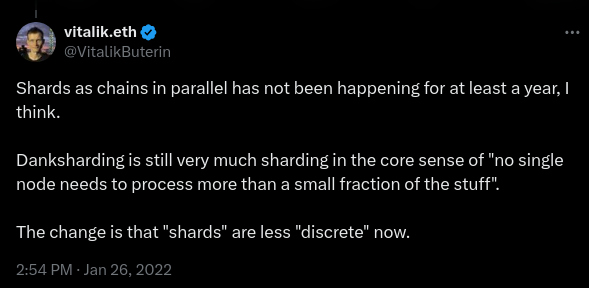 vitalik.eth
@VitalikButerin
Shards as chains in parallel has not been happening for at least a year, I
think.
Danksharding is still very much sharding in the core sense of "no single
node needs to process more than a small fraction of the stuff".
The change is that "shards" are less "discrete" now.
2:54 PM · Jan 26, 2022